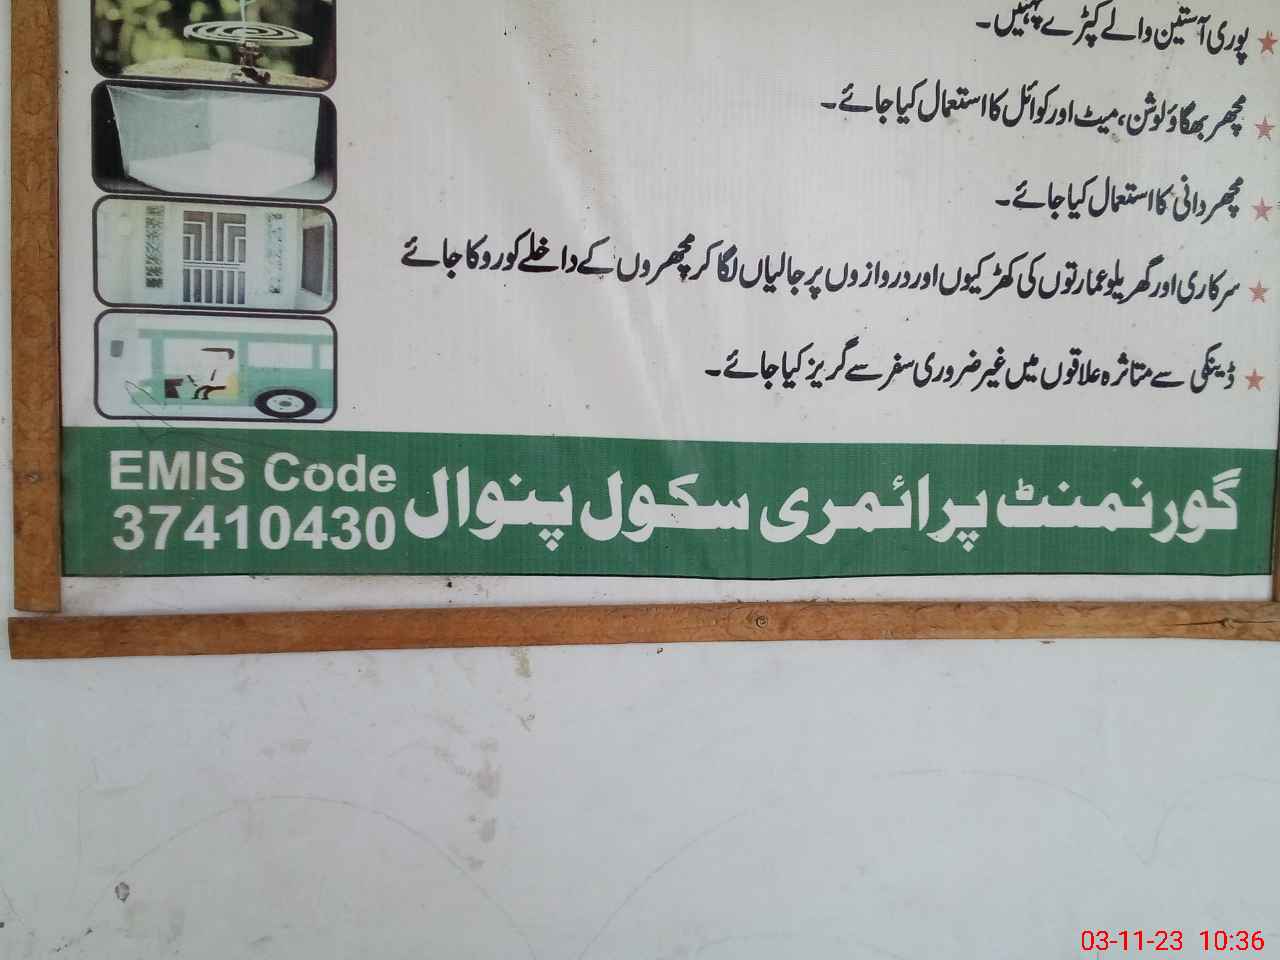 پوری آستین والے کپڑے پہنیں۔
مچھر بھگاؤ لوشن، میٹ اور کوائل کا استعمال کیا جائے۔
مچھر دانی کا استعمال کیا جائے۔
سرکاری اور گھریلو عمارتوں کی کھڑکیوں اور دروازوں پر جالیاں لگا کر مچھروں کے داخلے کو روکا جائے
ڈینگی سے متاثرہ علاقوں میں غیر ضروری سفر سے گریز کیا جائے۔
گورنمنٹ پرائمری سکول پنوال
EMIS Code
37410430
03-11-23 10:36